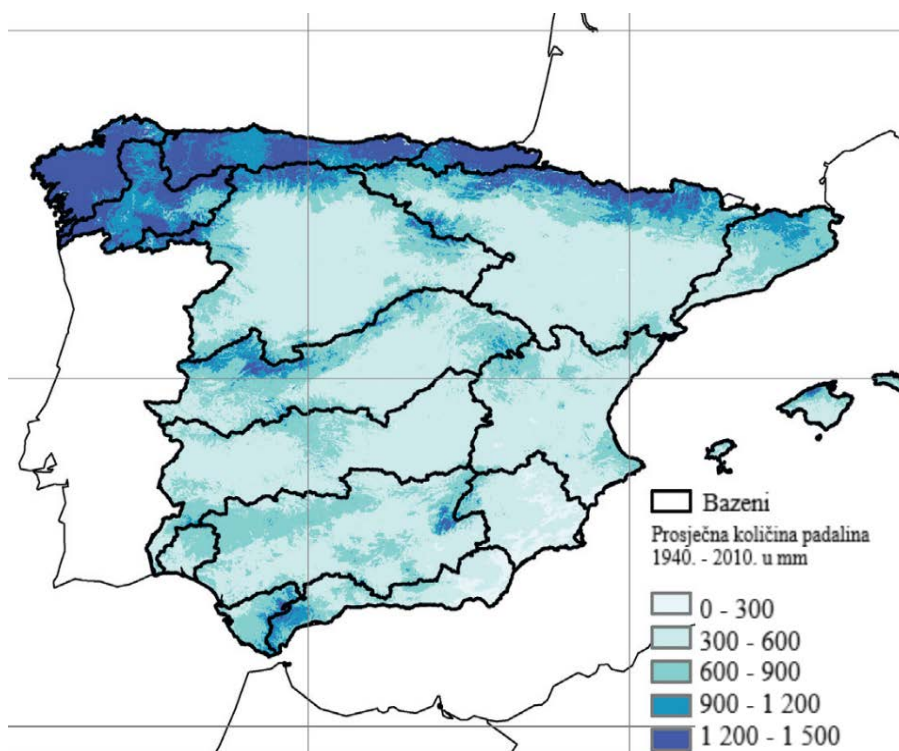 Bazeni
Prosječna količina padalina
1940. - 2010. u mm
0 - 300
300 - 600
600 - 900
900 - 1 200
1 200 - 1 500